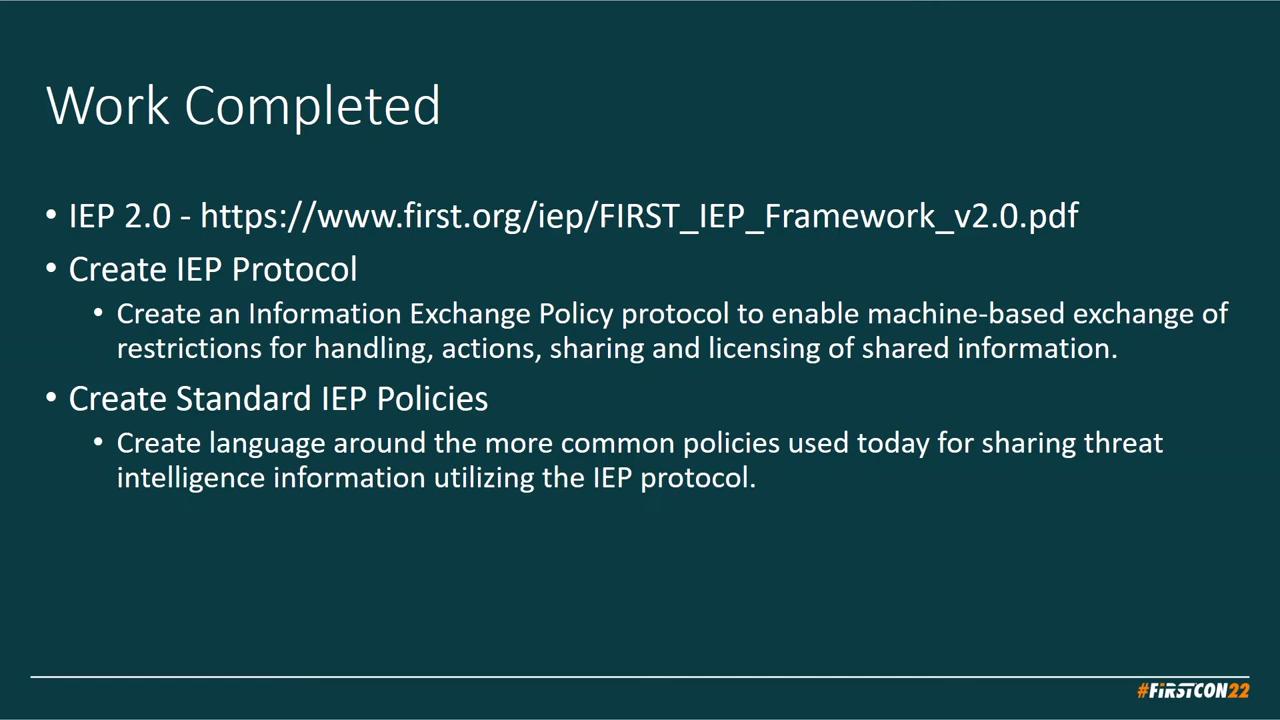 Work Completed
• IEP 2.0 - https://www.first.org/iep/FIRST_IEP_Framework_v2.0.pdf
• Create IEP Protocol
• Create an Information Exchange Policy protocol to enable machine-based exchange of
restrictions for handling, actions, sharing and licensing of shared information.
• Create Standard IEP Policies
• Create language around the more common policies used today for sharing threat
intelligence information utilizing the IEP protocol.
#FiRSTCON22